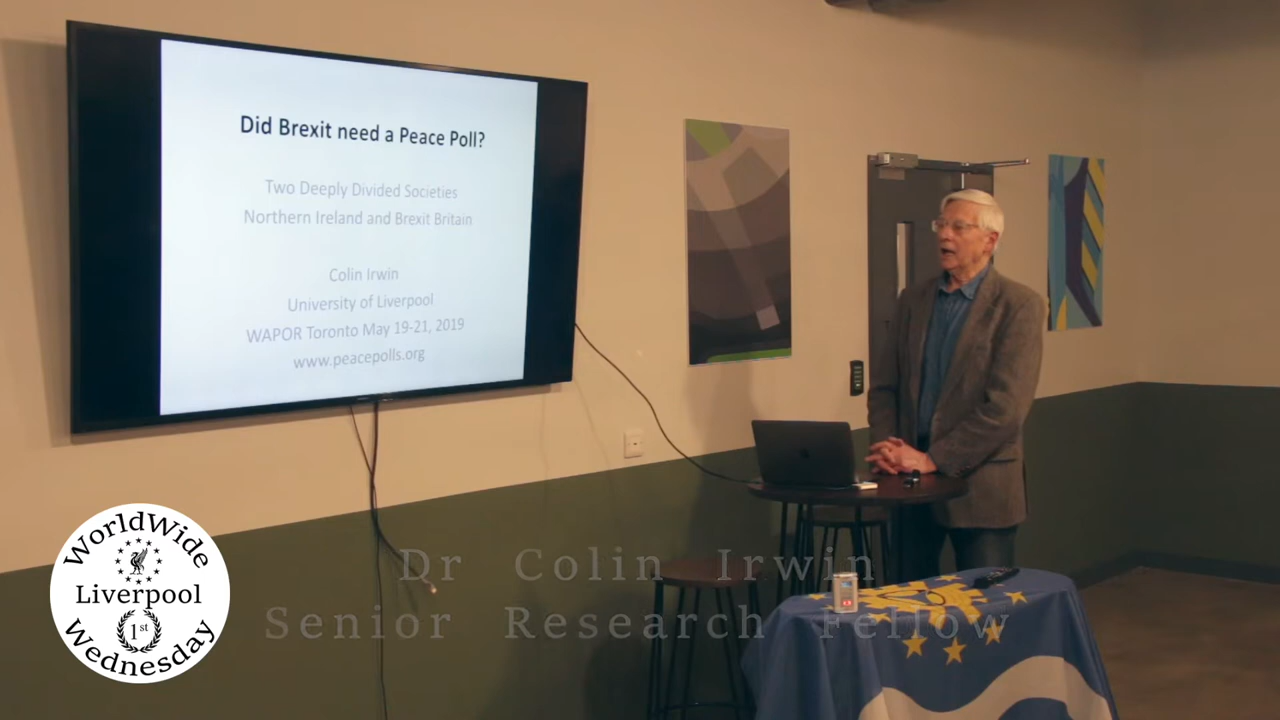 Did Brexit need a Peace Poll?
Two Deeply Divided Societies
Northern Ireland and Brexit Britain
Colin Irwin
University of Liverpool
WAPOR Toronto May 19-21, 2019
www.peacepolls.org
Dr Colin Irwin
Senior Research Fellow
WorldWide
Liverpool
1st
Wednesday